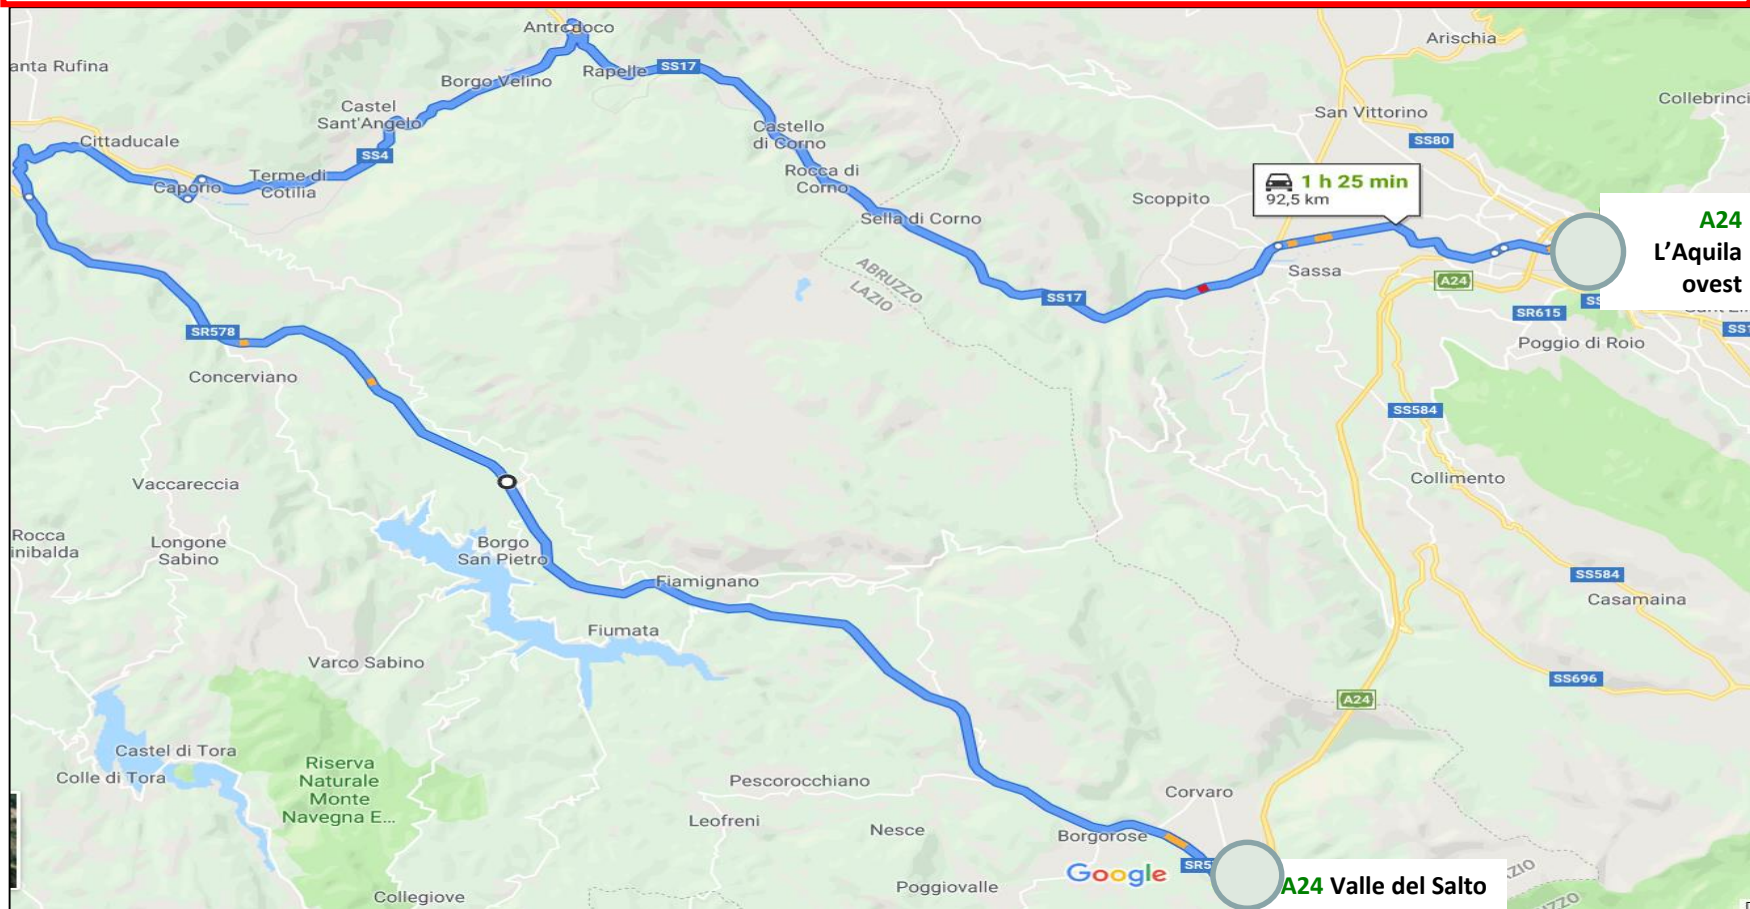 Antrodoco
Arischia
anta Rufina
Rapelle
SS17
Borgo Velino
Collebrinci
Castel
Sant'Angelo
San Vittorino
Castello
di Corno
Cittaducale
SS80
SS4
Terme di
Cotilia
Caporio
Rocca di
Corno
1 h 25 min
92,5 km
Scoppito
Sella di Corno
A24
L'Aquila
ovest
Sassa
ABRUZZO
LAZIO
A24
SS17
SR615
SS1
SR578
Poggio di Roio
Concerviano
SS584
Vaccareccia
Collimento
Rocca
inibalda
Longone
Sabino
Borgo
San Pietro
Fiamignano
SS584
Casamaina
Fiumata
Varco Sabino
SS696
A24
Castel di Tora
Colle di Tora
Riserva
Naturale
Monte
Navegna E...
Pescorocchiano
Corvaro
Leofreni
Nesce
Borgorose
SR5
Google
Poggiovalle
A24 Valle del Salto
Collegiove